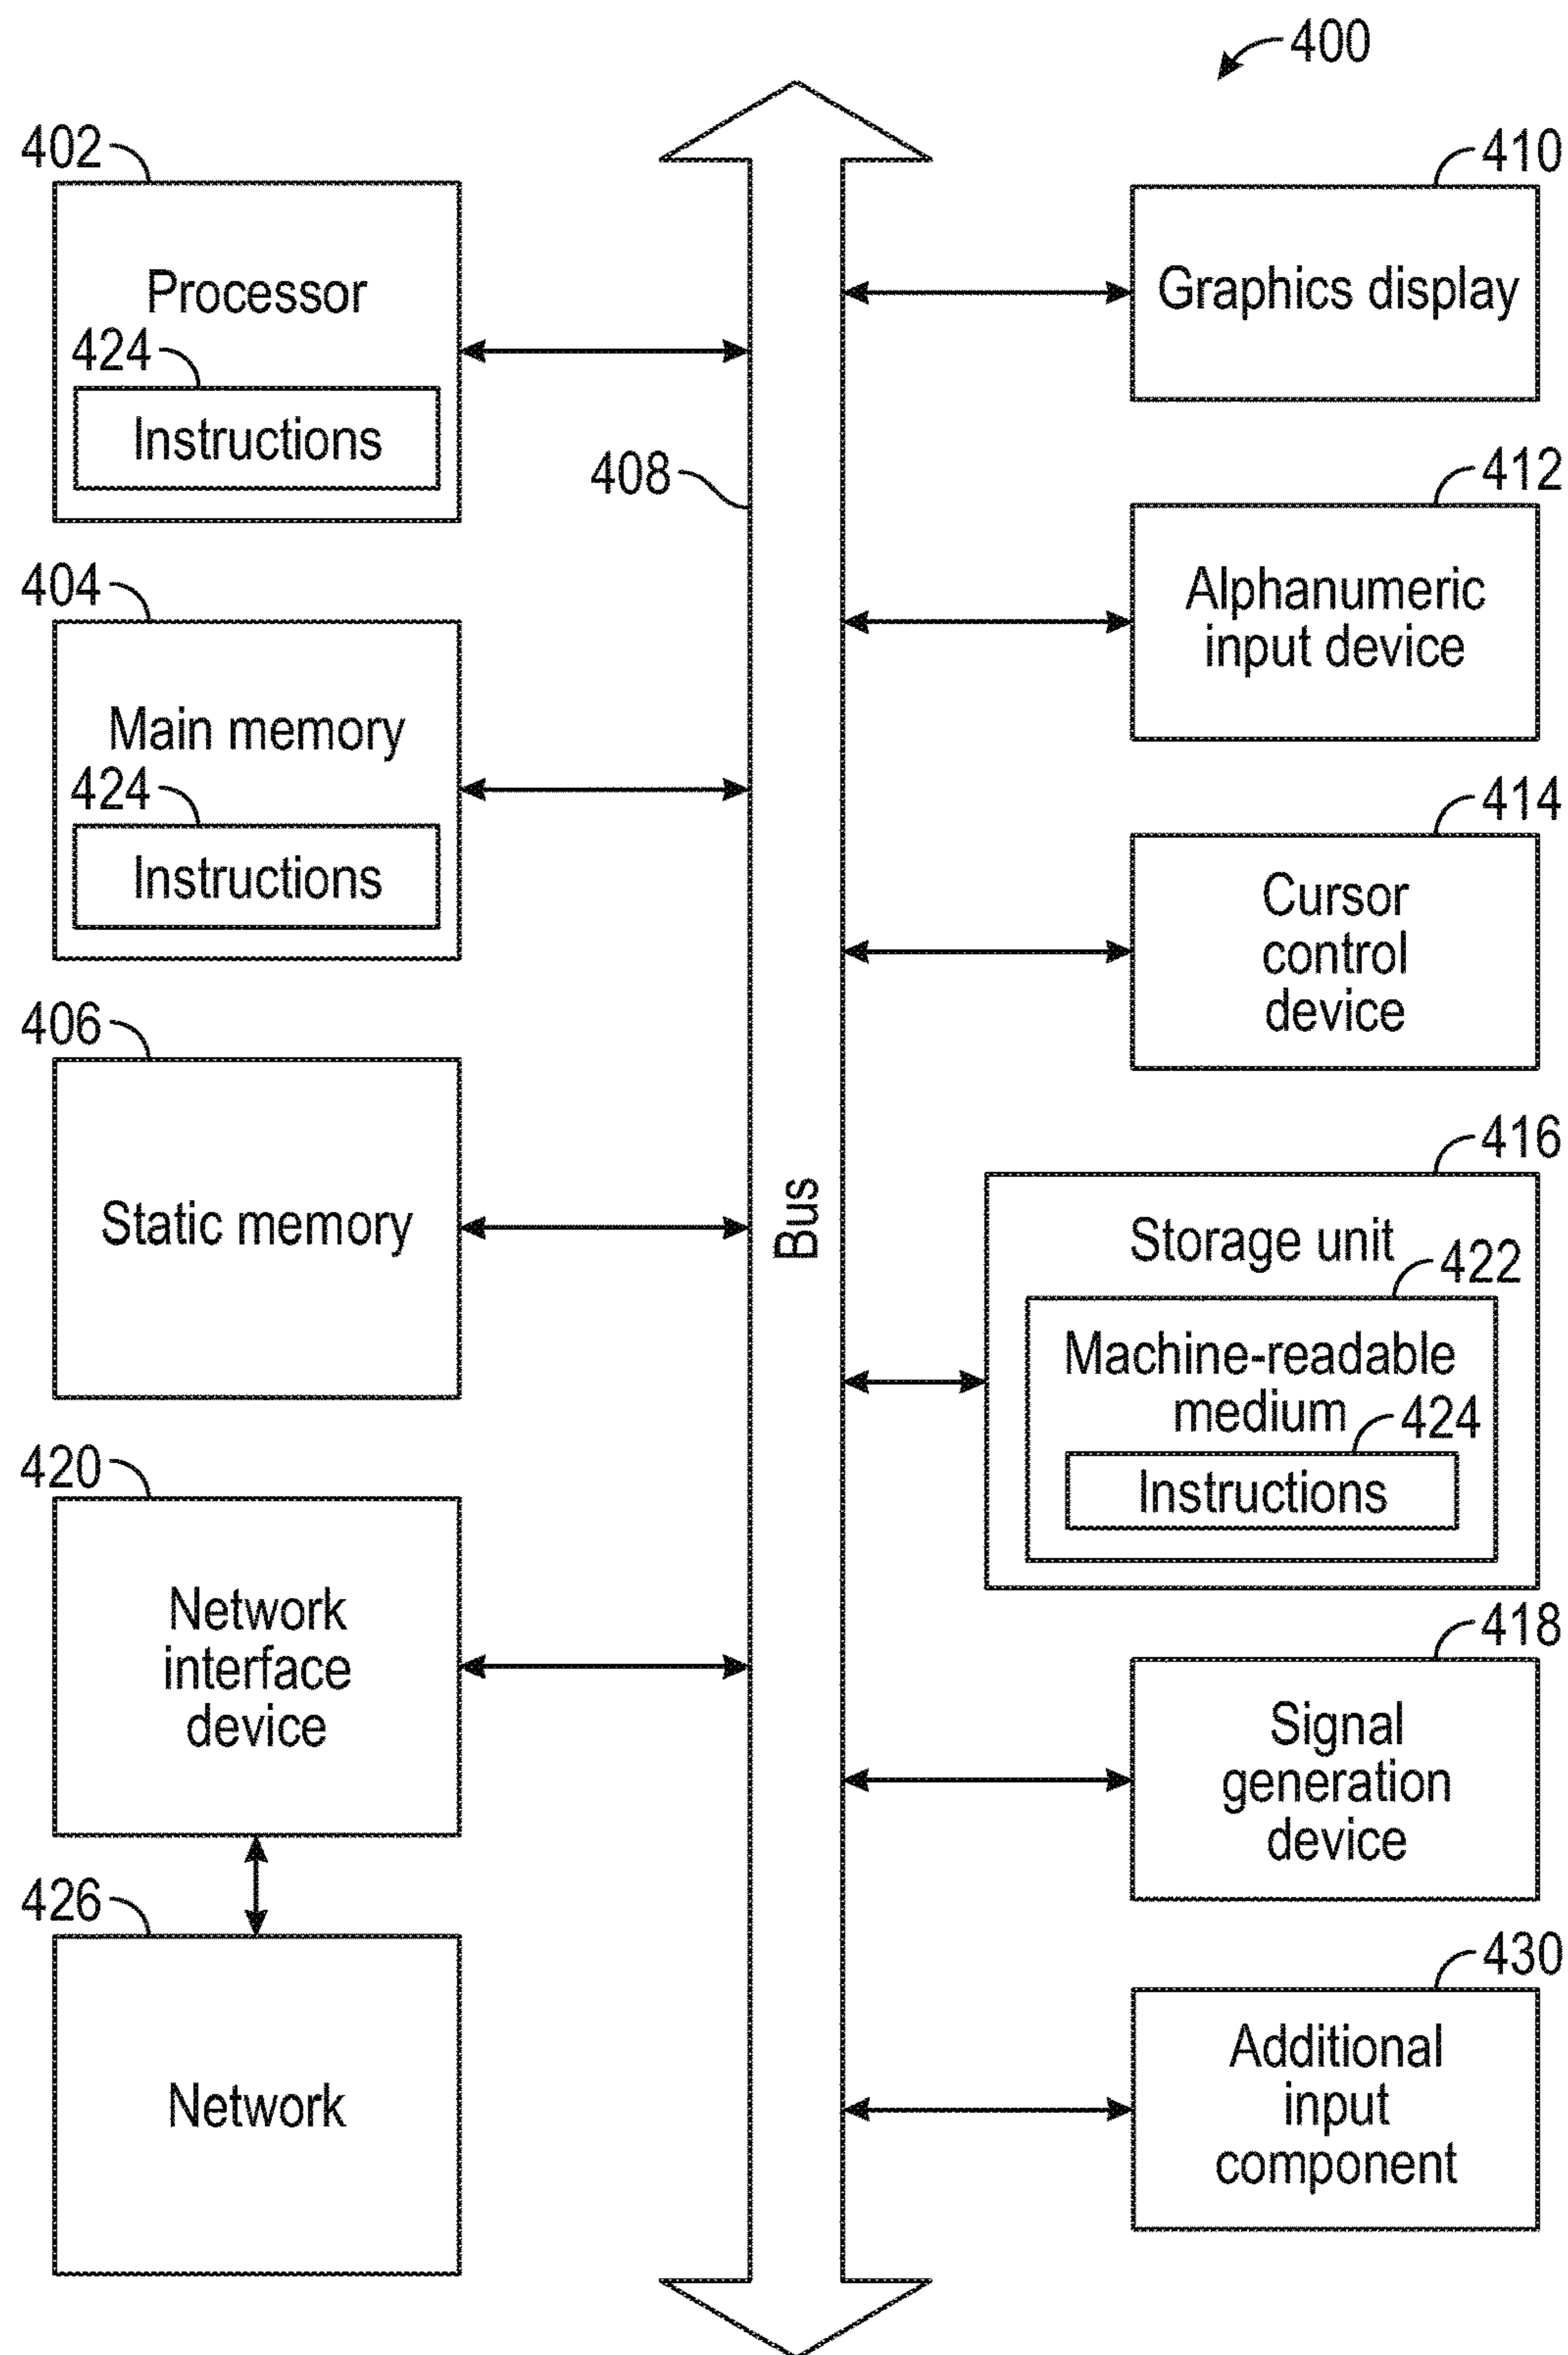 400
402
Processor
424
Instructions
404
Main memory
424
Instructions
406
Static memory
420
Network
interface
device
426
Network
408
Bus
410
Graphics display
412
Alphanumeric
input device
414
Cursor
control
device
416
Storage unit
422
Machine-readable
medium
424
Instructions
418
Signal
generation
device
430
Additional
input
component